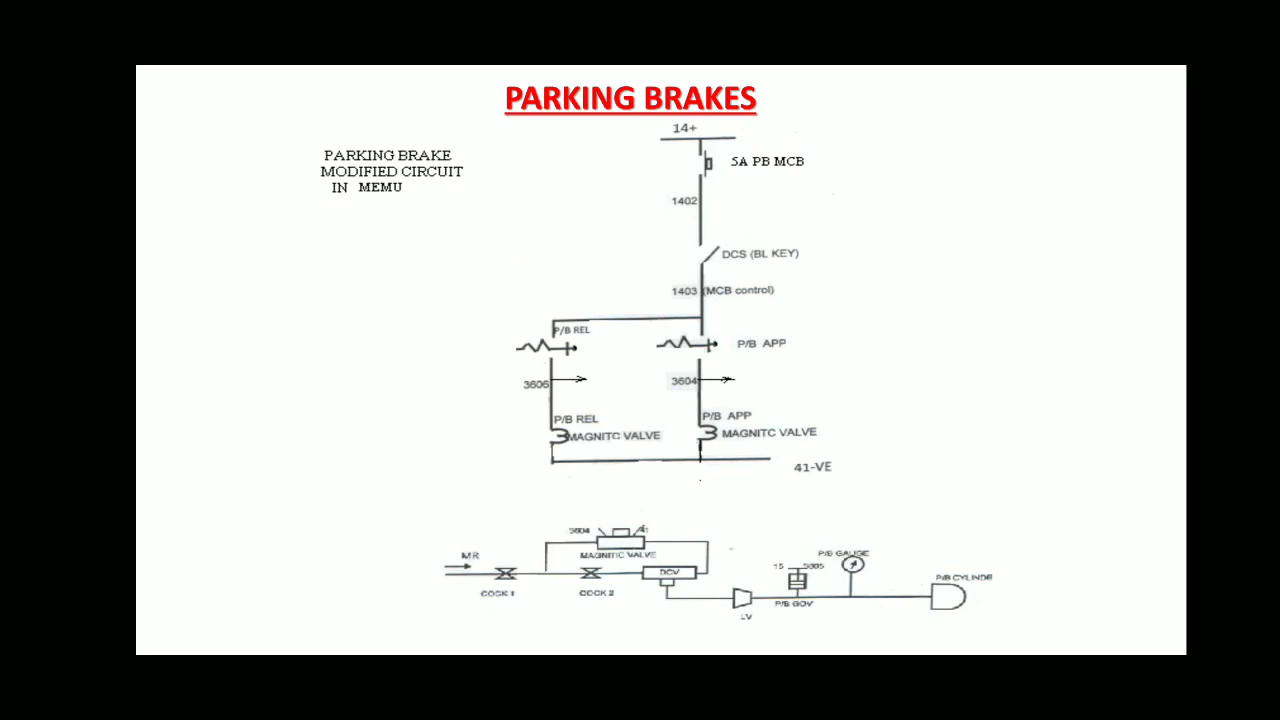 PARKING BRAKES
14+
PARKING BRAKE
MODIFIED CIRCUIT
IN MEMU
5A PB MCB
1402
DCS (BL KEY)
1403 (MCB control)
P/B REL
P/B APP
3606
3604
P/B REL
MAGNITC VALVE
P/B APP
MAGNITC VALVE
41-VE
3604
MR
MAGNITIC VALVE
DCV
COCK 1
COCK 2
LV
15
P/B GOV
P/B GAUGE
P/B CYLINDE